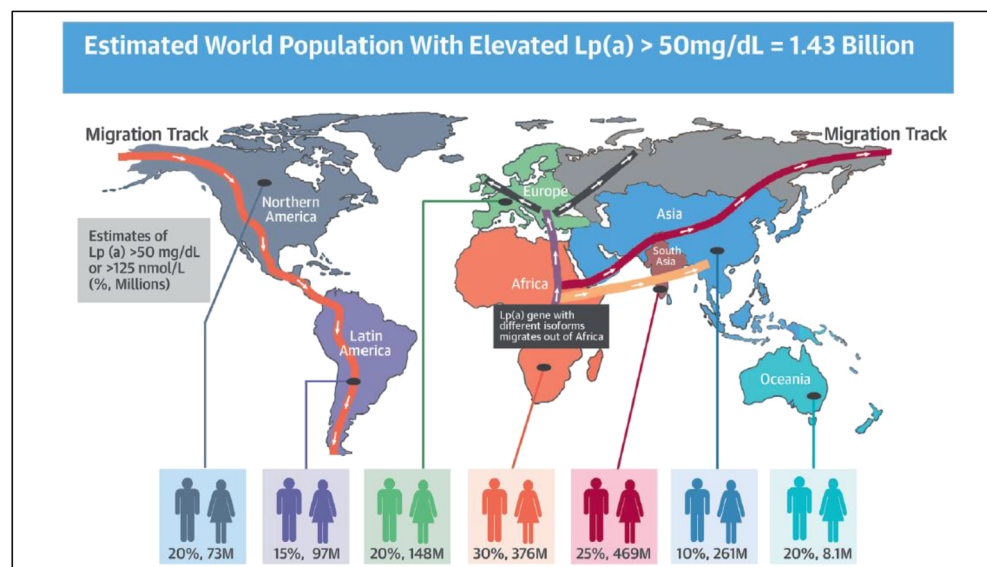 Estimated World Population With Elevated Lp(a) > 50mg/dL = 1.43 Billion
Migration Track
Migration Track
Northern
America
Europe
Asia
South
Asia
Estimates of
Lp (a) >50 mg/dL
or >125 nmol/L
(%, Millions)
Africa
Lp(a) gene with
different isoforms
migrates out of Africa
Latin
America
Oceania
20%, 73M
15%, 97M
20%, 148M
30%, 376M
25%, 469M
10%, 261M
20%, 8.1M